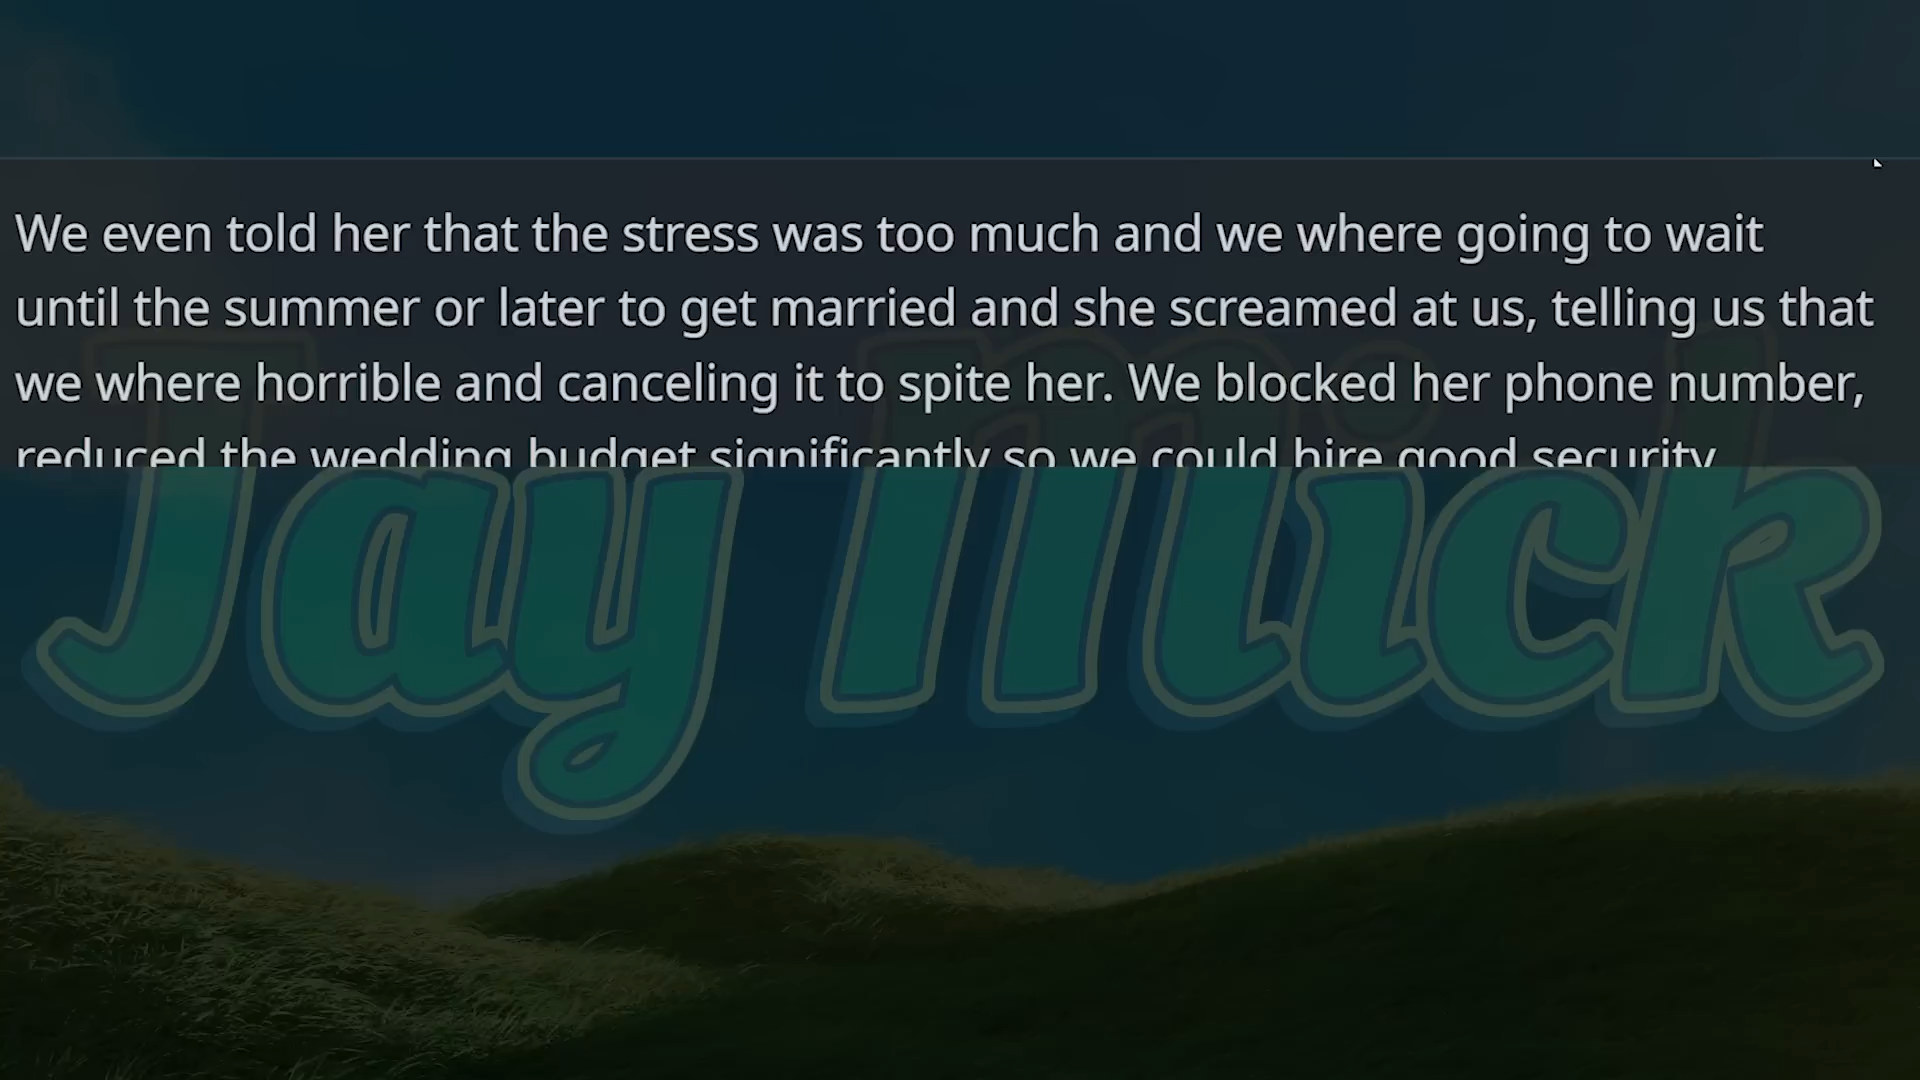 We even told her that the stress was too much and we where going to wait
until the summer or later to get married and she screamed at us, telling us that
we where horrible and canceling it to spite her. We blocked her phone number,
reduced the wedding budget significantly so we could hire good security
Jay Mick